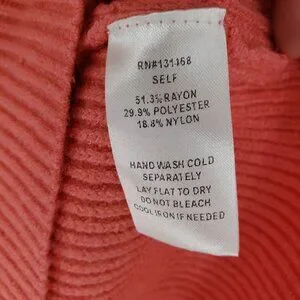 RN#131468
SELF
51.3%RAYON
29.9% POLYESTER
18.8% NYLON
HAND WASH COLD
SEPARATELY
LAY FLAT TO DRY
DO NOT BLEACH
COOL IRON IF NEEDED